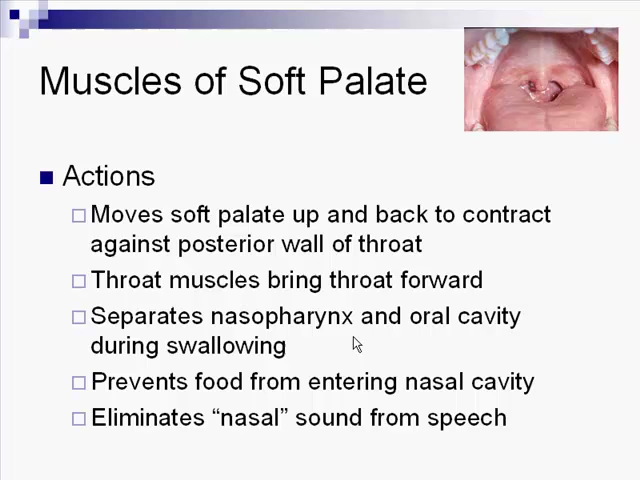 Muscles of Soft Palate
Actions
Moves soft palate up and back to contract
against posterior wall of throat
Throat muscles bring throat forward
Separates nasopharynx and oral cavity
during swallowing
Prevents food from entering nasal cavity
Eliminates “nasal” sound from speech